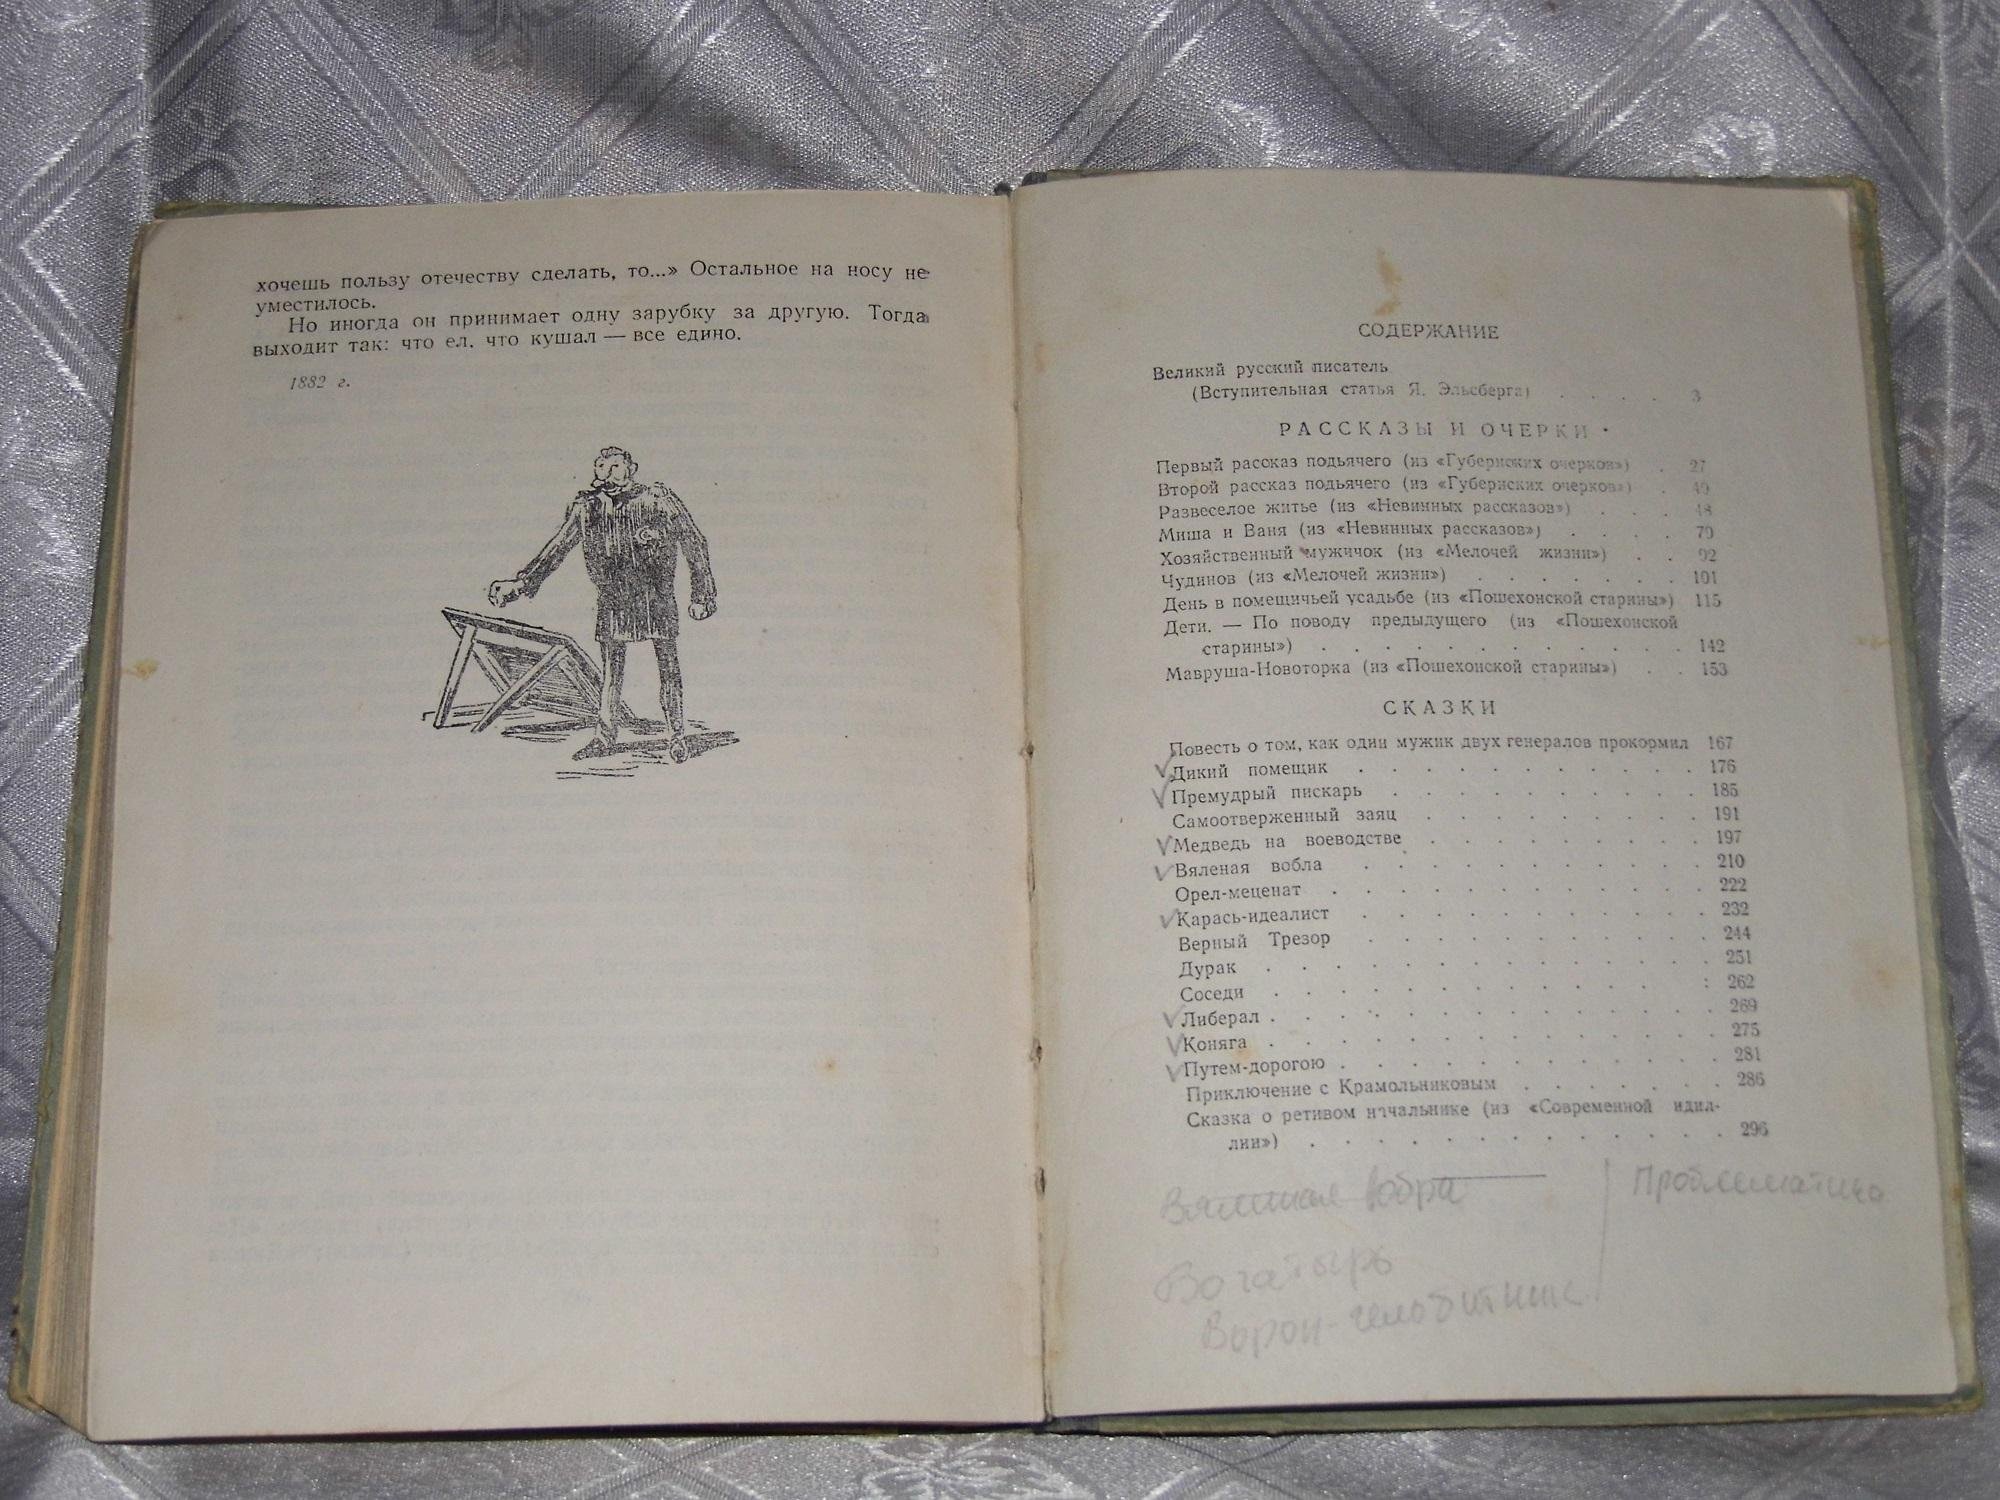 хочешь пользу отечеству сделать, то...» Остальное на носу не
уместилось.
Но иногда он принимает одну зарубку за другую. Тогда
выходит так: что ел, что кушал — все едино.
1882 г.
СОДЕРЖАНИЕ
Великий русский писатель
(Вступительная статья Я. Эльсберга) . . . . 3
РАССКАЗЫ И ОЧЕРКИ
Первый рассказ подьячего (из «Губернских очерков») . 27
Второй рассказ подьячего (из «Губернских очерков») .
Развеселое житье (из «Невинных рассказов») . . . 48
Миша и Ваня (из «Невинных рассказов») . . . . 79
Хозяйственный мужичок (из «Мелочей жизни») . . 92
Чудинов (из «Мелочей жизни») . . . . . . . 101
День в помещичьей усадьбе (из «Пошехонской старины») 115
Дети. — По поводу предыдущего (из «Пошехонской
старины») . . . . . . . . . . . . 142
Мавруша-Новоторка (из «Пошехонской старины») . . 153
СКАЗКИ
Повесть о том, как один мужик двух генералов прокормил 167
Дикий помещик . . . . . . . . . . . 176
Премудрый пискарь . . . . . . . . . . 185
Самоотверженный заяц . . . . . . . . . 191
Медведь на воеводстве . . . . . . . . . 197
Вяленая вобла . . . . . . . . . . . 210
Орел-меценат . . . . . . . . . . . . 222
Карась-идеалист . . . . . . . . . . . 232
Верный Трезор . . . . . . . . . . . 244
Дурак . . . . . . . . . . . . . . 251
Соседи . . . . . . . . . . . . : 262
Либерал . . . . . . . . . . . . . . 269
Коняга . . . . . . . . . . . . . . 275
Путем-дорогою . . . . . . . . . . . . 281
Приключение с Крамольниковым . . . . . . . 286
Сказка о ретивом начальнике (из «Современной идил-
лии») . . . . . . . . . . . . . 296
Вяленая вобла
Проблематика
Богатырь
Ворон-челобитник